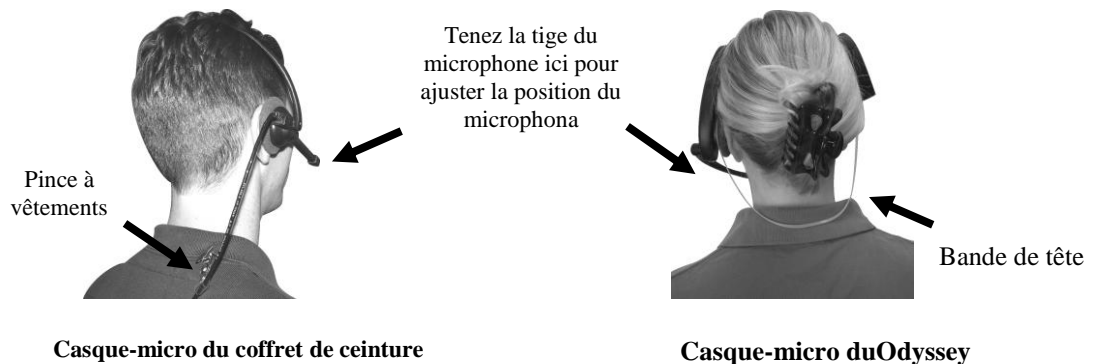 Tenez la tige du
microphone ici pour
ajuster la position du
microphona
Pince à
vêtements
Bande de tête
Casque-micro du coffret de ceinture
Casque-micro duOdyssey